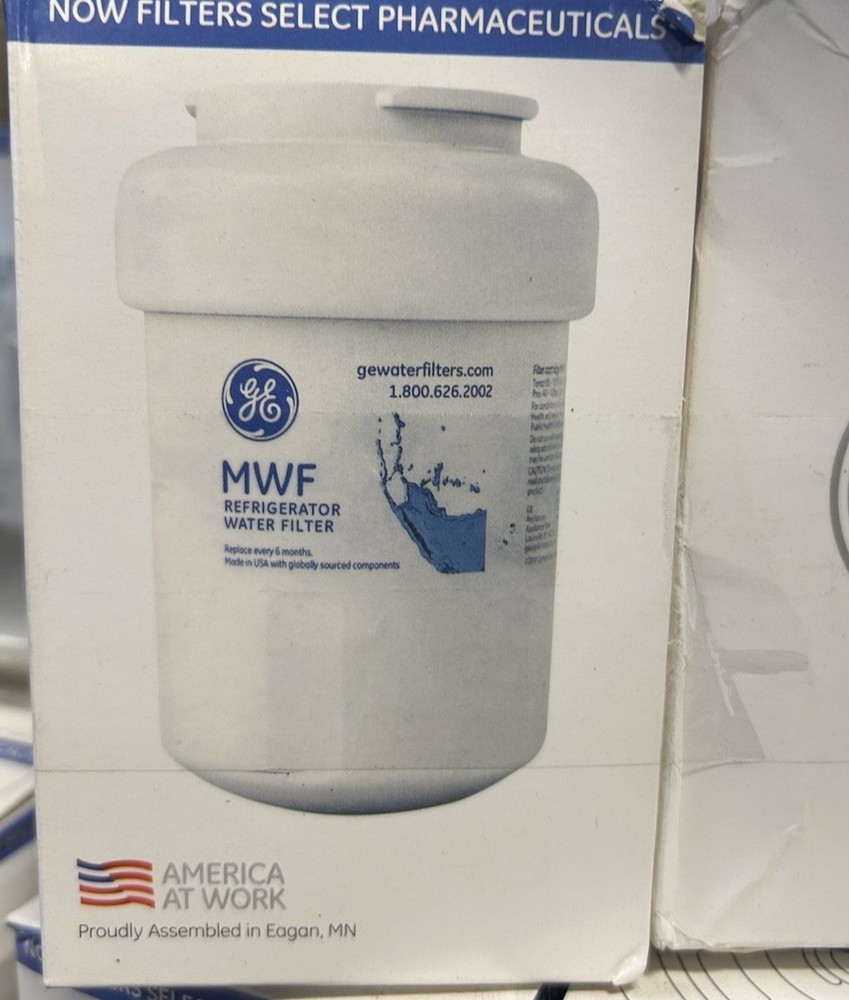 NOW FILTERS SELECT PHARMACEUTICALS
gewaterfilters.com
1.800.626.2002
GE
MWF
REFRIGERATOR
WATER FILTER
Replace every 6 months.
Made in USA with globally sourced components
AMERICA
AT WORK
Proudly Assembled in Eagan, MN